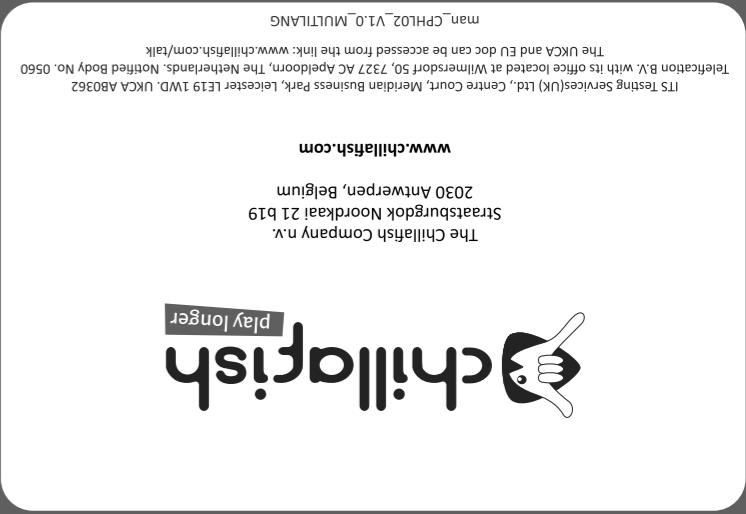 chillafish
play longer
The Chillafish Company n.v.
Straatsburgdok Noordkaai 21 b19
2030 Antwerpen, Belgium
www.chillafish.com
ITS Testing Services(UK) Ltd., Centre Court, Meridian Business Park, Leicester LE19 1WD. UKCA AB0362
Telefication B.V. with its office located at Wilmersdorf 50, 7327 AC Apeldoorn, The Netherlands. Notified Body No. 0560
The UKCA and EU doc can be accessed from the link: www.chillafish.com/talk
man_CPHL02_V1.0_MULTILANG